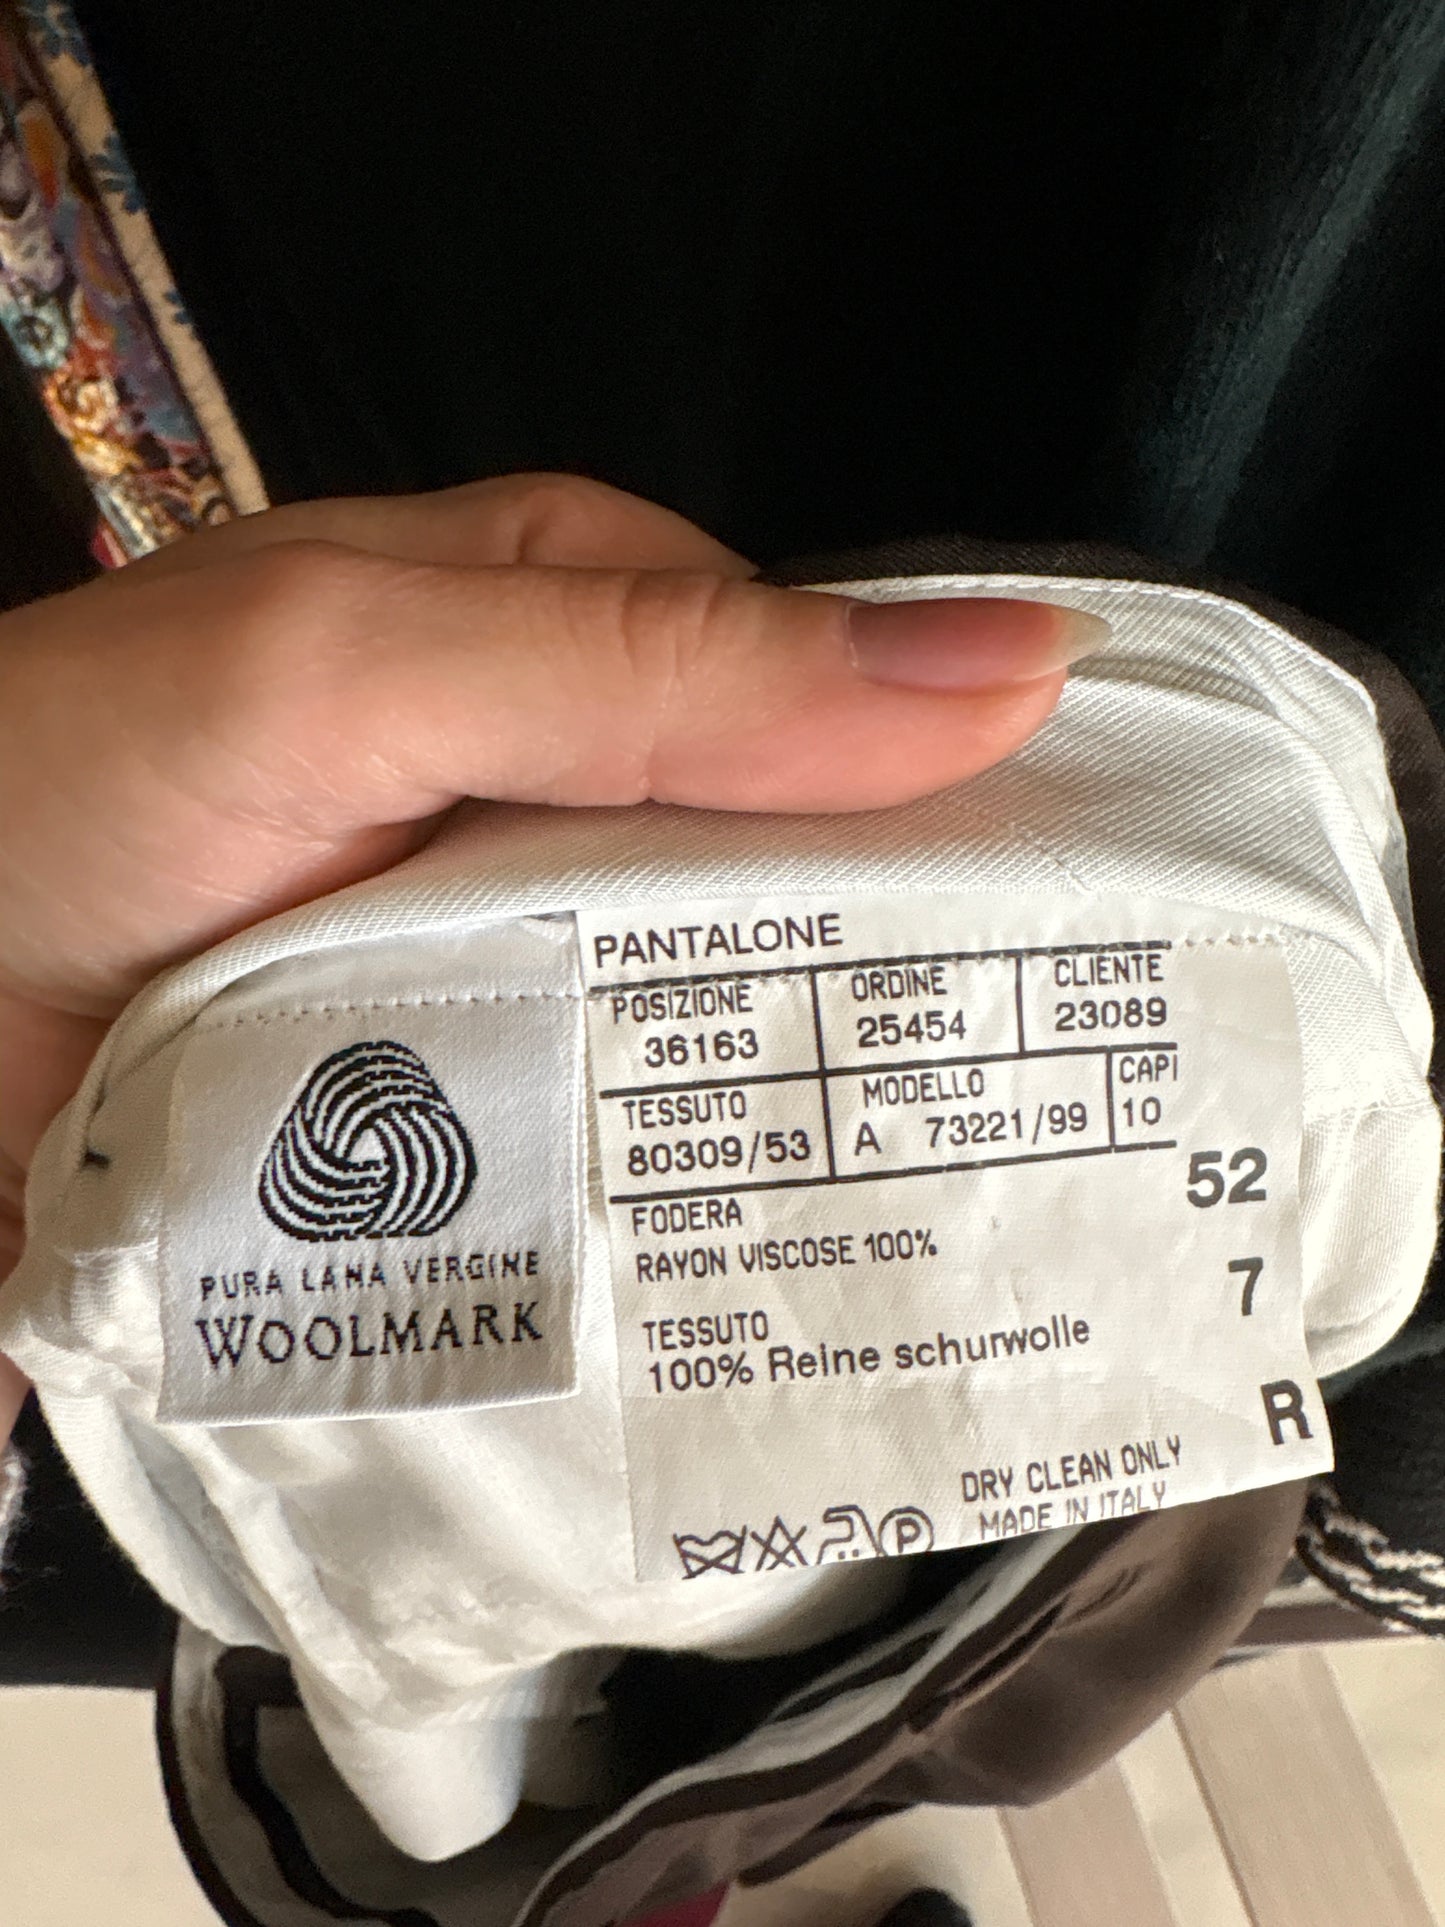 PURA LANA VERGINE
WOOLMARK
PANTALONE
POSIZIONE ORDINE CLIENTE
36163 25454 23089
TESSUTO MODELLO CAPI
80309/53 A 73221/99 10
52
FODERA
RAYON VISCOSE 100%
7
TESSUTO
100% Reine schurwolle
R
DRY CLEAN ONLY
MADE IN ITALY
P